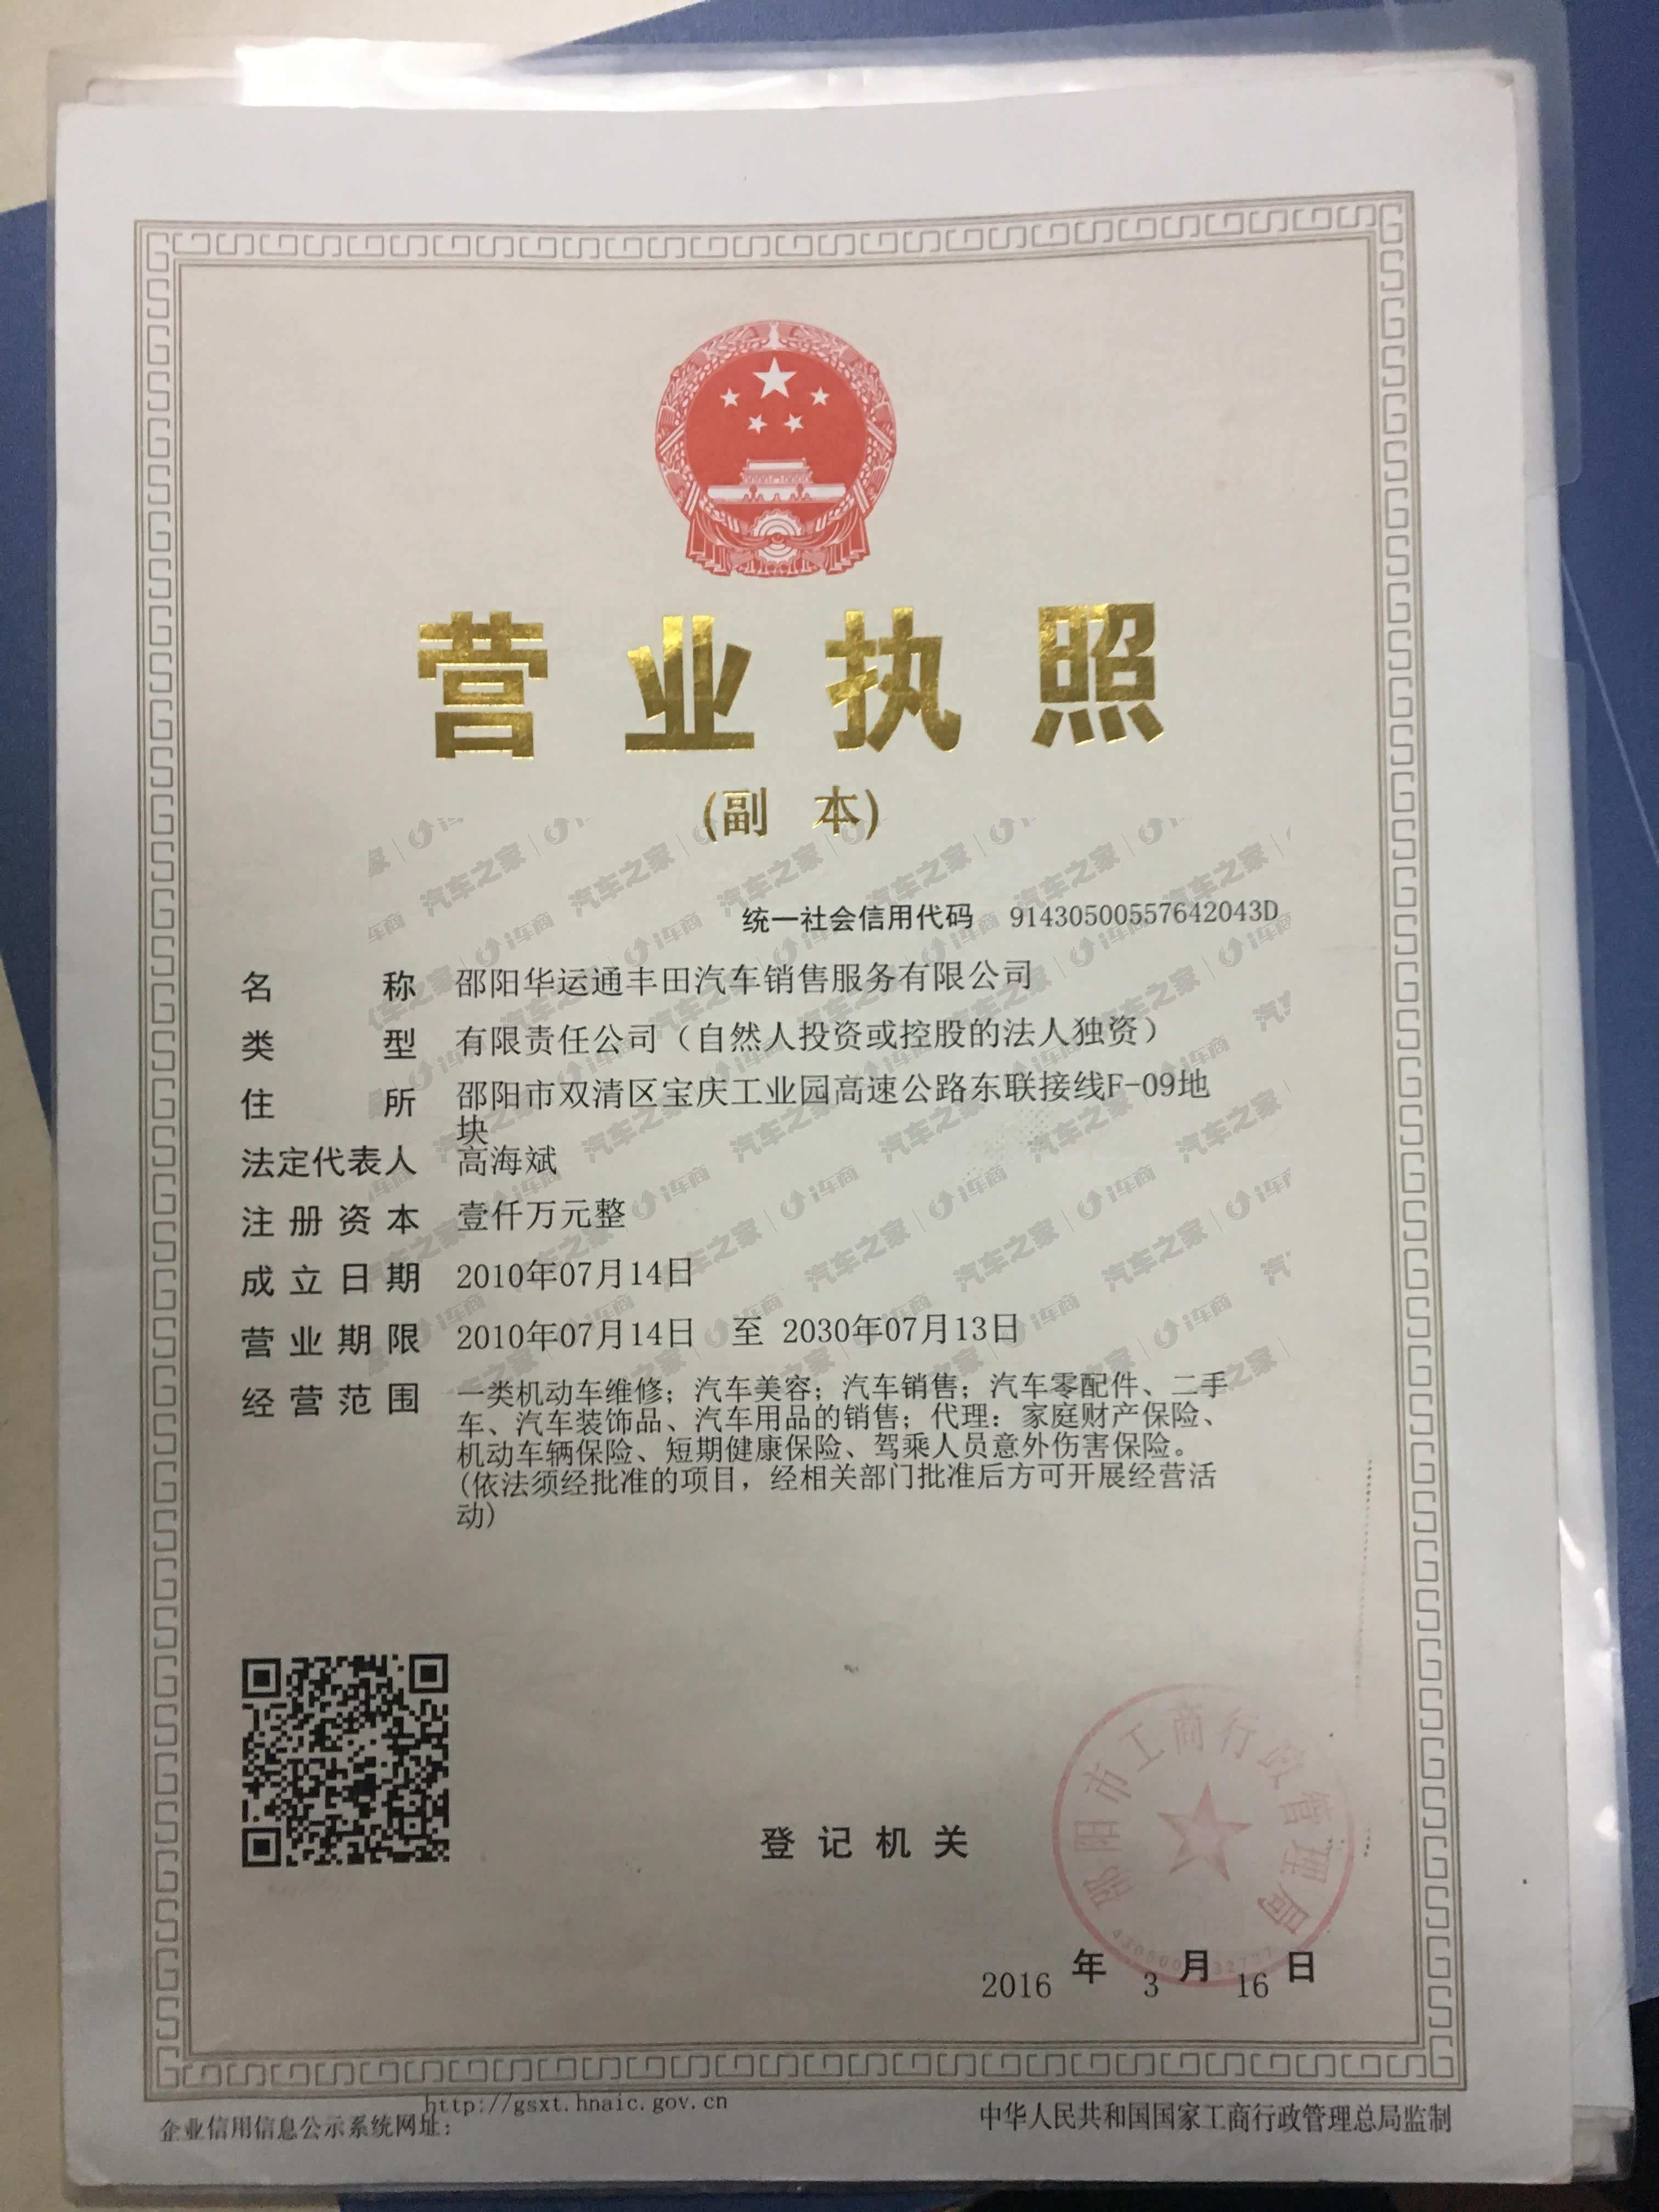 营业执照
(副 本)
统一社会信用代码 91430500557642043D
名 称 邵阳华运通丰田汽车销售服务有限公司
类 型 有限责任公司（自然人投资或控股的法人独资）
住 所 邵阳市双清区宝庆工业园高速公路东联接线F-09地
块
法定代表人 高海斌
注册资本 壹仟万元整
成立日期 2010年07月14日
营业期限 2010年07月14日 至 2030年07月13日
经营范围 一类机动车维修；汽车美容；汽车销售；汽车零配件、二手
车、汽车装饰品、汽车用品的销售；代理：家庭财产保险、
机动车辆保险、短期健康保险、驾乘人员意外伤害保险。
(依法须经批准的项目，经相关部门批准后方可开展经营活
动)
汽车之家 i车商
登记机关
邵阳市工商行政管理局
2016 年 3 月 16 日
企业信用信息公示系统网址：http://gsxt.hnaic.gov.cn
中华人民共和国国家工商行政管理总局监制